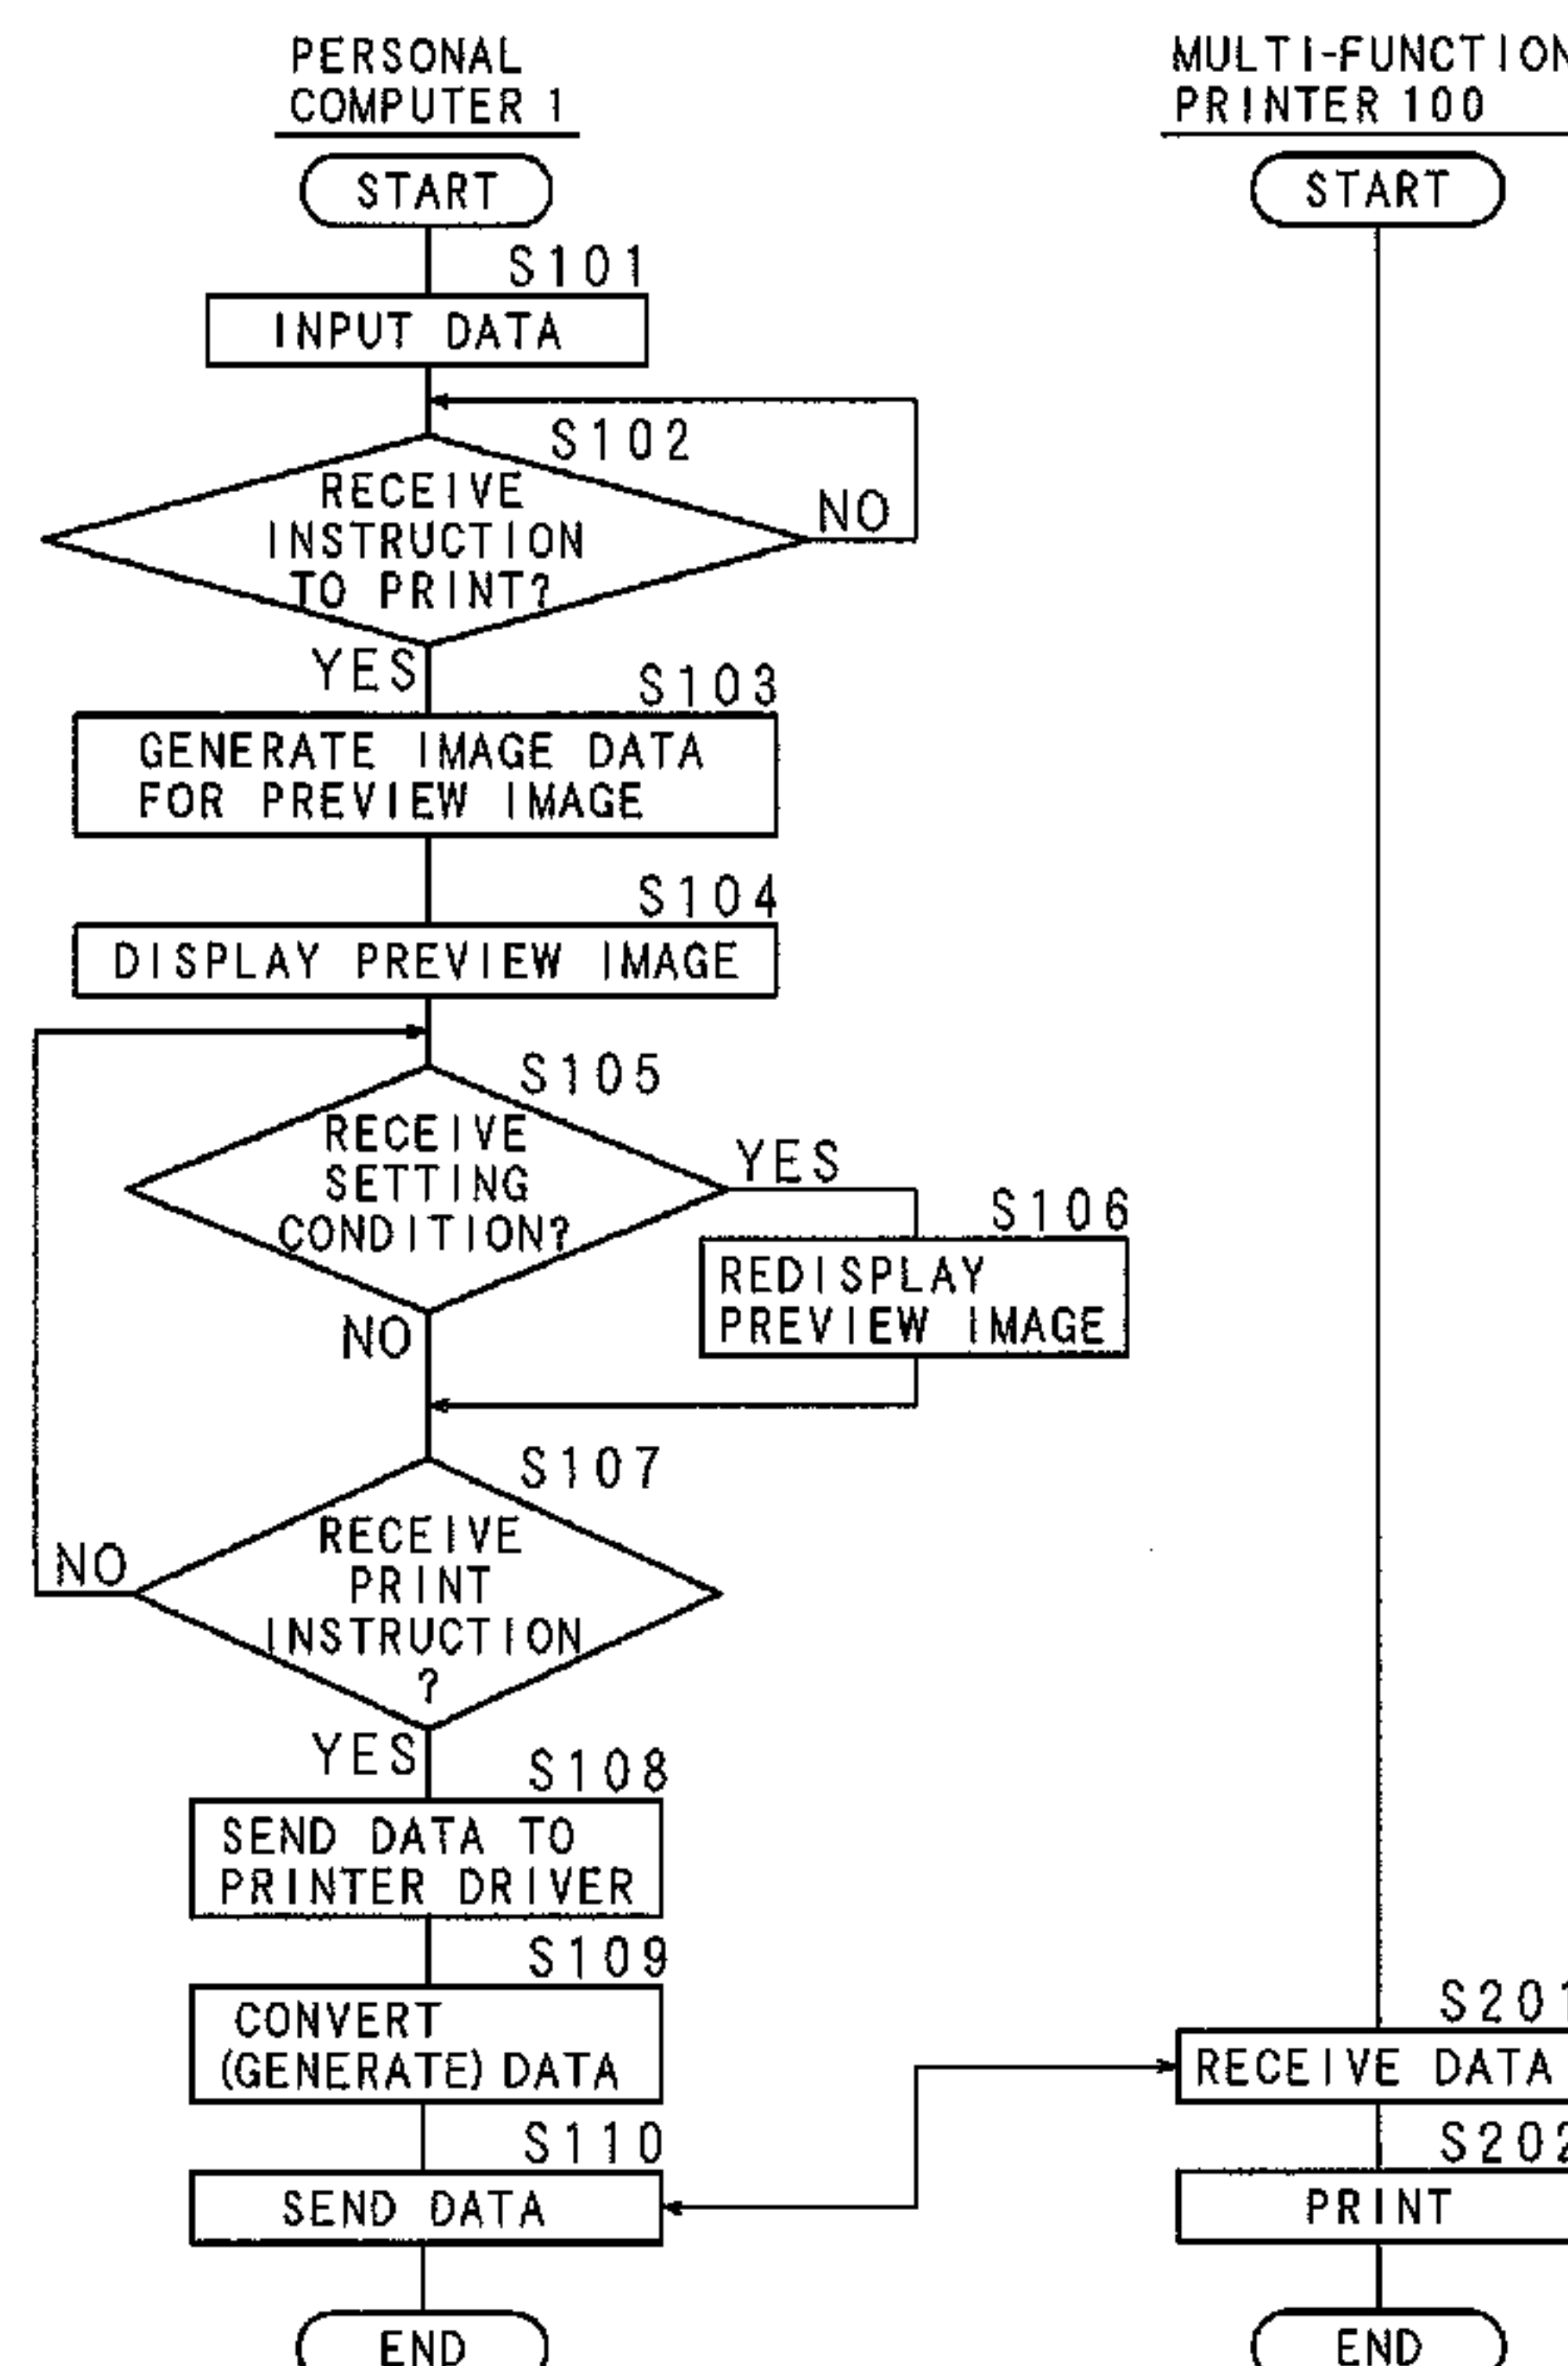 PERSONAL
COMPUTER 1
START
S101
INPUT DATA
S102
RECEIVE
INSTRUCTION
TO PRINT?
NO
YES
S103
GENERATE IMAGE DATA
FOR PREVIEW IMAGE
S104
DISPLAY PREVIEW IMAGE
S105
RECEIVE
SETTING
CONDITION?
YES
S106
REDISPLAY
PREVIEW IMAGE
NO
S107
RECEIVE
PRINT
INSTRUCTION
?
NO
YES
S108
SEND DATA TO
PRINTER DRIVER
S109
CONVERT
(GENERATE) DATA
S110
SEND DATA
END
MULTI-FUNCTION
PRINTER 100
START
S201
RECEIVE DATA
S202
PRINT
END